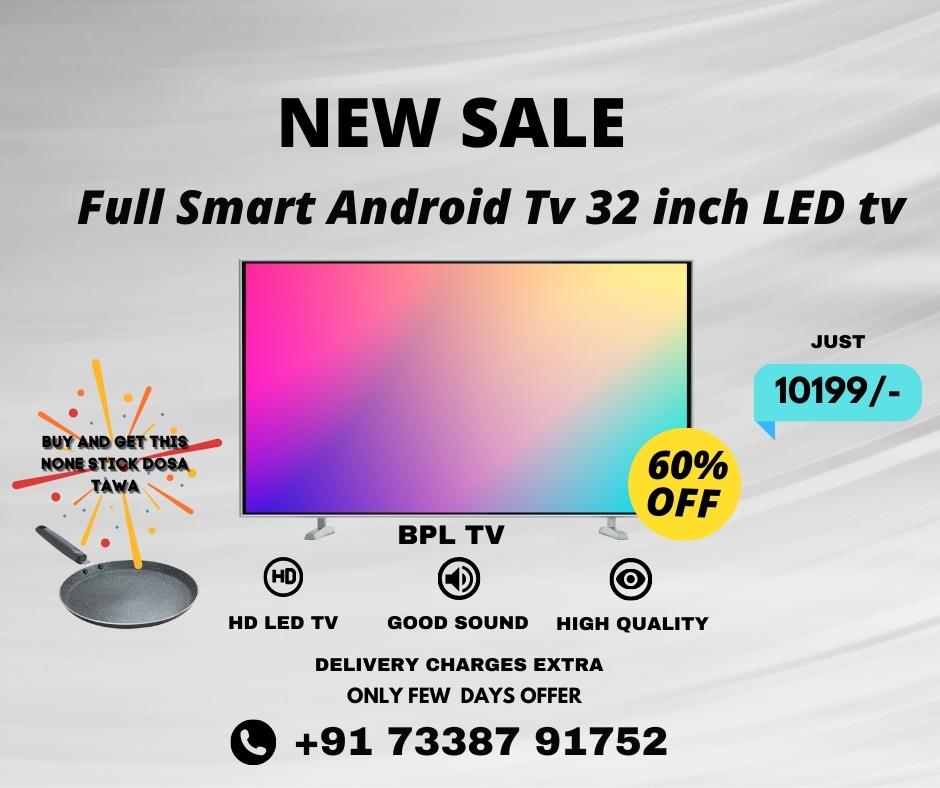 NEW SALE
Full Smart Android Tv 32 inch LED tv
JUST
10199/-
BUY AND GET THIS
NONE STICK DOSA
TAWA
60%
OFF
BPL TV
HD
HD LED TV
GOOD SOUND
HIGH QUALITY
DELIVERY CHARGES EXTRA
ONLY FEW DAYS OFFER
+91 73387 91752